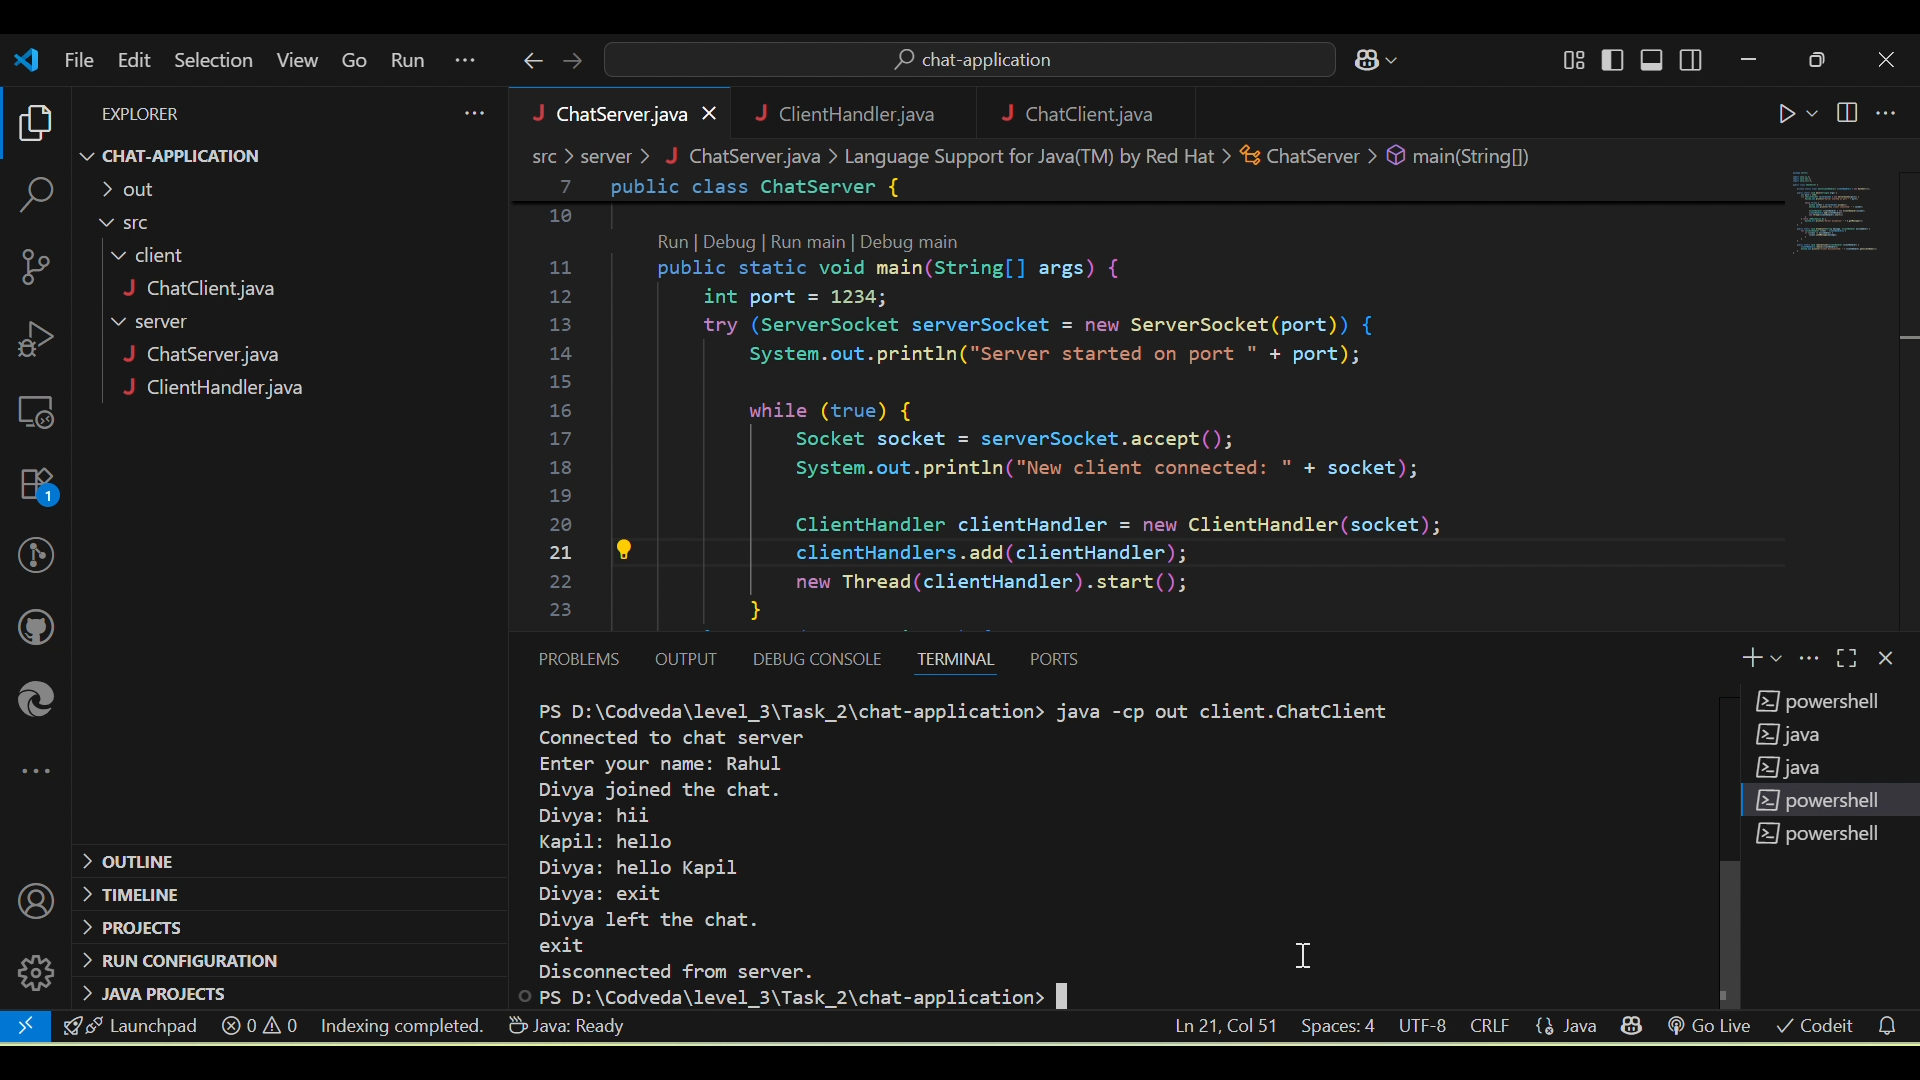 File Edit Selection View Go Run ... chat-application
EXPLORER ...
CHAT-APPLICATION
out
src
client
J ChatClient.java
server
J ChatServer.java
J ClientHandler.java
OUTLINE
TIMELINE
PROJECTS
RUN CONFIGURATION
JAVA PROJECTS
1
J ChatServer.java J ClientHandler.java J ChatClient.java
src > server > J ChatServer.java > Language Support for Java(TM) by Red Hat > ChatServer > main(String[])
7 public class ChatServer {
10
Run | Debug | Run main | Debug main
11 public static void main(String[] args) {
12 int port = 1234;
13 try (ServerSocket serverSocket = new ServerSocket(port)) {
14 System.out.println("Server started on port " + port);
15
16 while (true) {
17 Socket socket = serverSocket.accept();
18 System.out.println("New client connected: " + socket);
19
20 ClientHandler clientHandler = new ClientHandler(socket);
21 clientHandlers.add(clientHandler);
22 new Thread(clientHandler).start();
23 }
PROBLEMS OUTPUT DEBUG CONSOLE TERMINAL PORTS
PS D:\Codveda\level_3\Task_2\chat-application> java -cp out client.ChatClient
Connected to chat server
Enter your name: Rahul
Divya joined the chat.
Divya: hii
Kapil: hello
Divya: hello Kapil
Divya: exit
Divya left the chat.
exit
Disconnected from server.
PS D:\Codveda\level_3\Task_2\chat-application>
powershell
java
java
powershell
powershell
Launchpad 0 0 Indexing completed. Java: Ready Ln 21, Col 51 Spaces: 4 UTF-8 CRLF Java Go Live Codeit